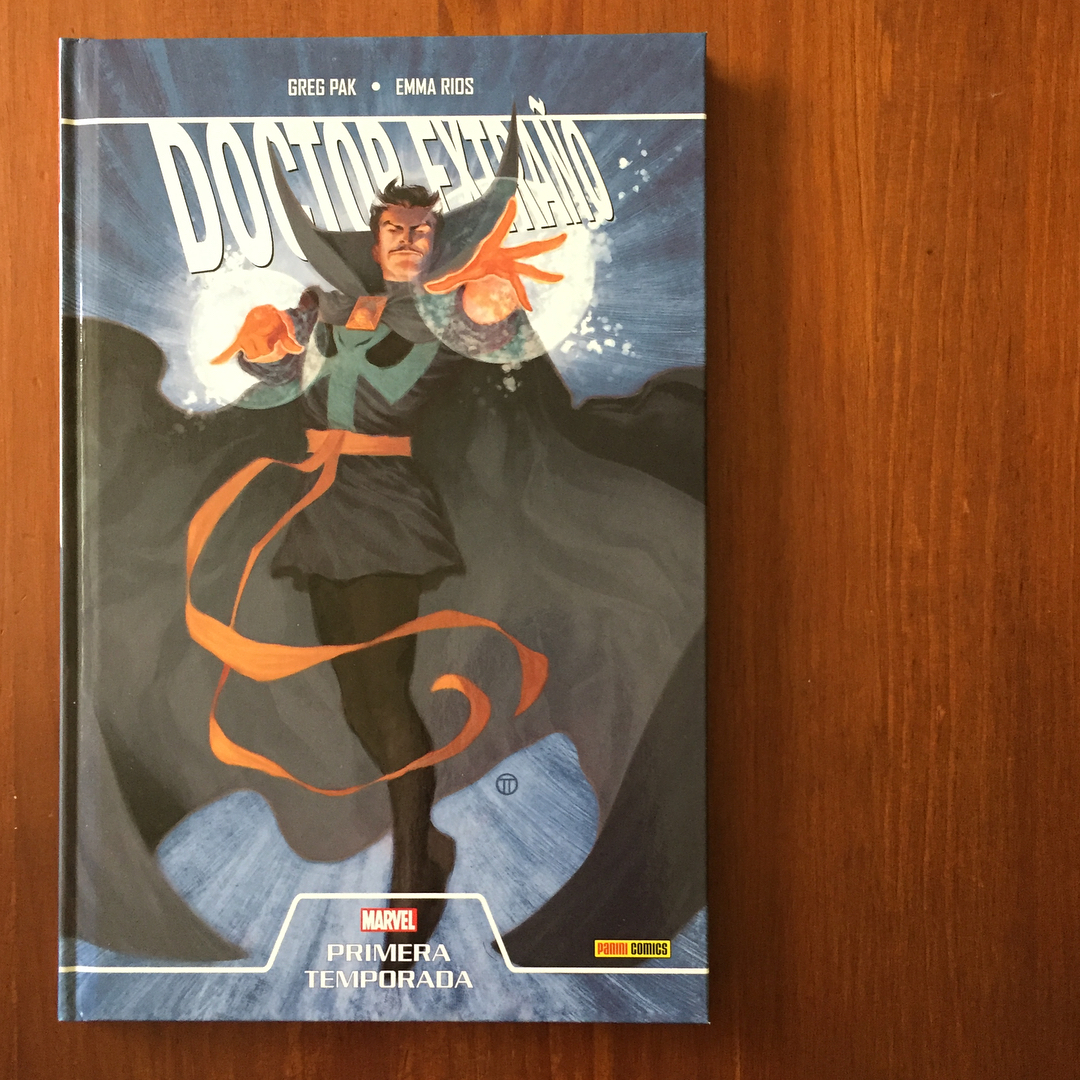 GREG PAK • EMMA RIOS
DOCTOR EXTRAÑO
MARVEL
PRIMERA
TEMPORADA
PANINI COMICS